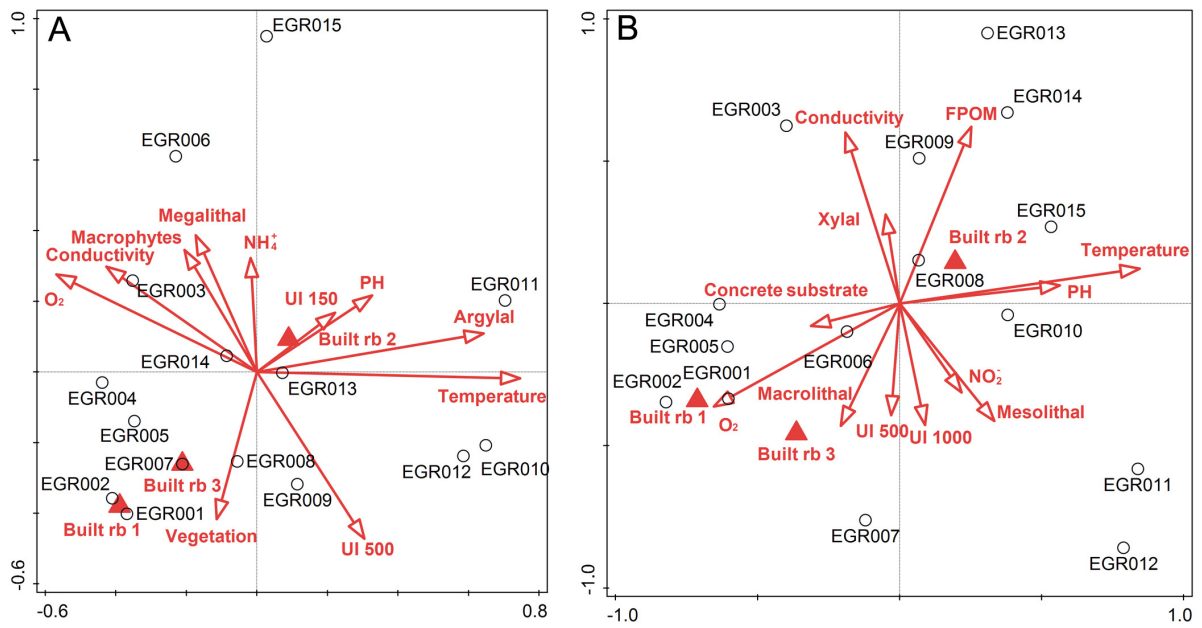 A
1.0
EGR015
EGR006
Megalithal
Macrophytes
NH₄⁺
Conductivity
O₂
EGR003
PH
UI 150
EGR011
Argylal
Built rb 2
EGR014
EGR013
Temperature
EGR004
EGR005
EGR007
EGR008
EGR012
EGR010
Built rb 3
EGR002
EGR009
EGR001
Built rb 1
Vegetation
UI 500
-0.6
-0.6
0.8
B
1.0
EGR013
EGR003
Conductivity
FPOM
EGR014
EGR009
Xylal
EGR015
Built rb 2
Temperature
EGR008
PH
Concrete substrate
EGR004
EGR010
EGR005
EGR006
EGR002
EGR001
Macrolithal
NO₂⁻
Built rb 1
O₂
Mesolithal
UI 500
UI 1000
Built rb 3
EGR011
EGR007
EGR012
-1.0
-1.0
1.0